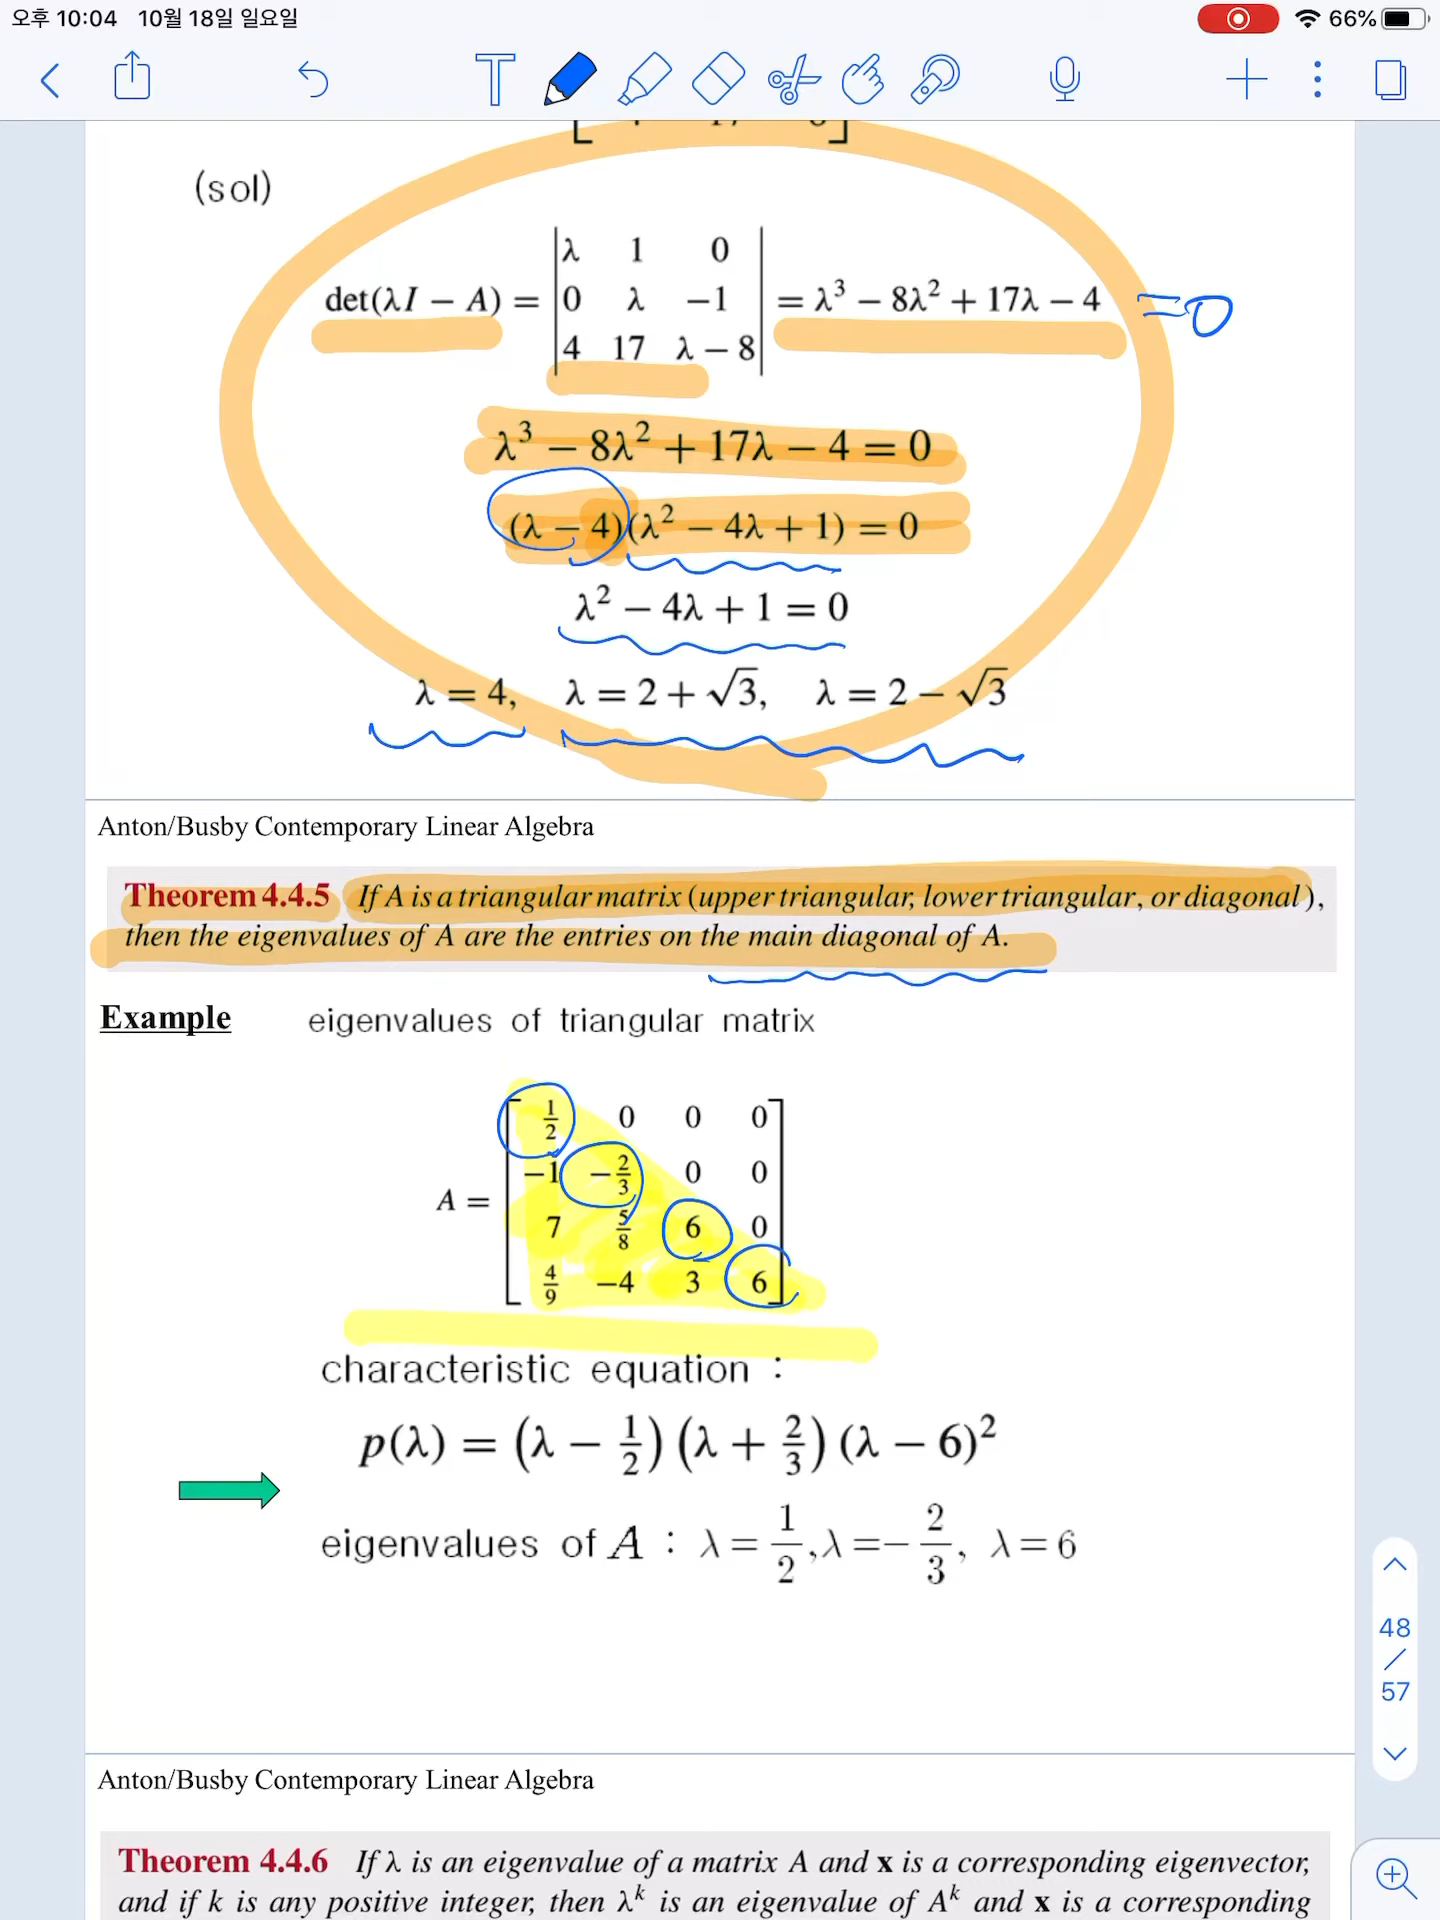 오후 10:04 10월 18일 일요일 66%
(sol)
det(λI − A) = |λ 1 0| = λ³ − 8λ² + 17λ − 4 =0
|0 λ −1|
|4 17 λ − 8|
λ³ − 8λ² + 17λ − 4 = 0
(λ − 4)(λ² − 4λ + 1) = 0
λ² − 4λ + 1 = 0
λ = 4, λ = 2 + √3, λ = 2 − √3
Anton/Busby Contemporary Linear Algebra
Theorem 4.4.5 If A is a triangular matrix (upper triangular, lower triangular, or diagonal),
then the eigenvalues of A are the entries on the main diagonal of A.
Example eigenvalues of triangular matrix
A = [1/2 0 0 0
−1 −2/3 0 0
7 5/8 6 0
4/9 −4 3 6]
characteristic equation :
p(λ) = (λ − 1/2) (λ + 2/3) (λ − 6)²
eigenvalues of A : λ = 1/2, λ = −2/3, λ = 6
48
/
57
Anton/Busby Contemporary Linear Algebra
Theorem 4.4.6 If λ is an eigenvalue of a matrix A and x is a corresponding eigenvector,
and if k is any positive integer, then λᵏ is an eigenvalue of Aᵏ and x is a corresponding